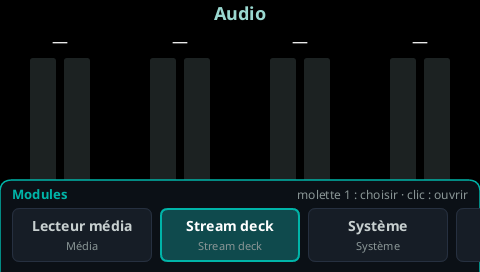 Audio
— — — —
Modules
molette 1 : choisir · clic : ouvrir
Lecteur média Stream deck Système
Média Stream deck Système